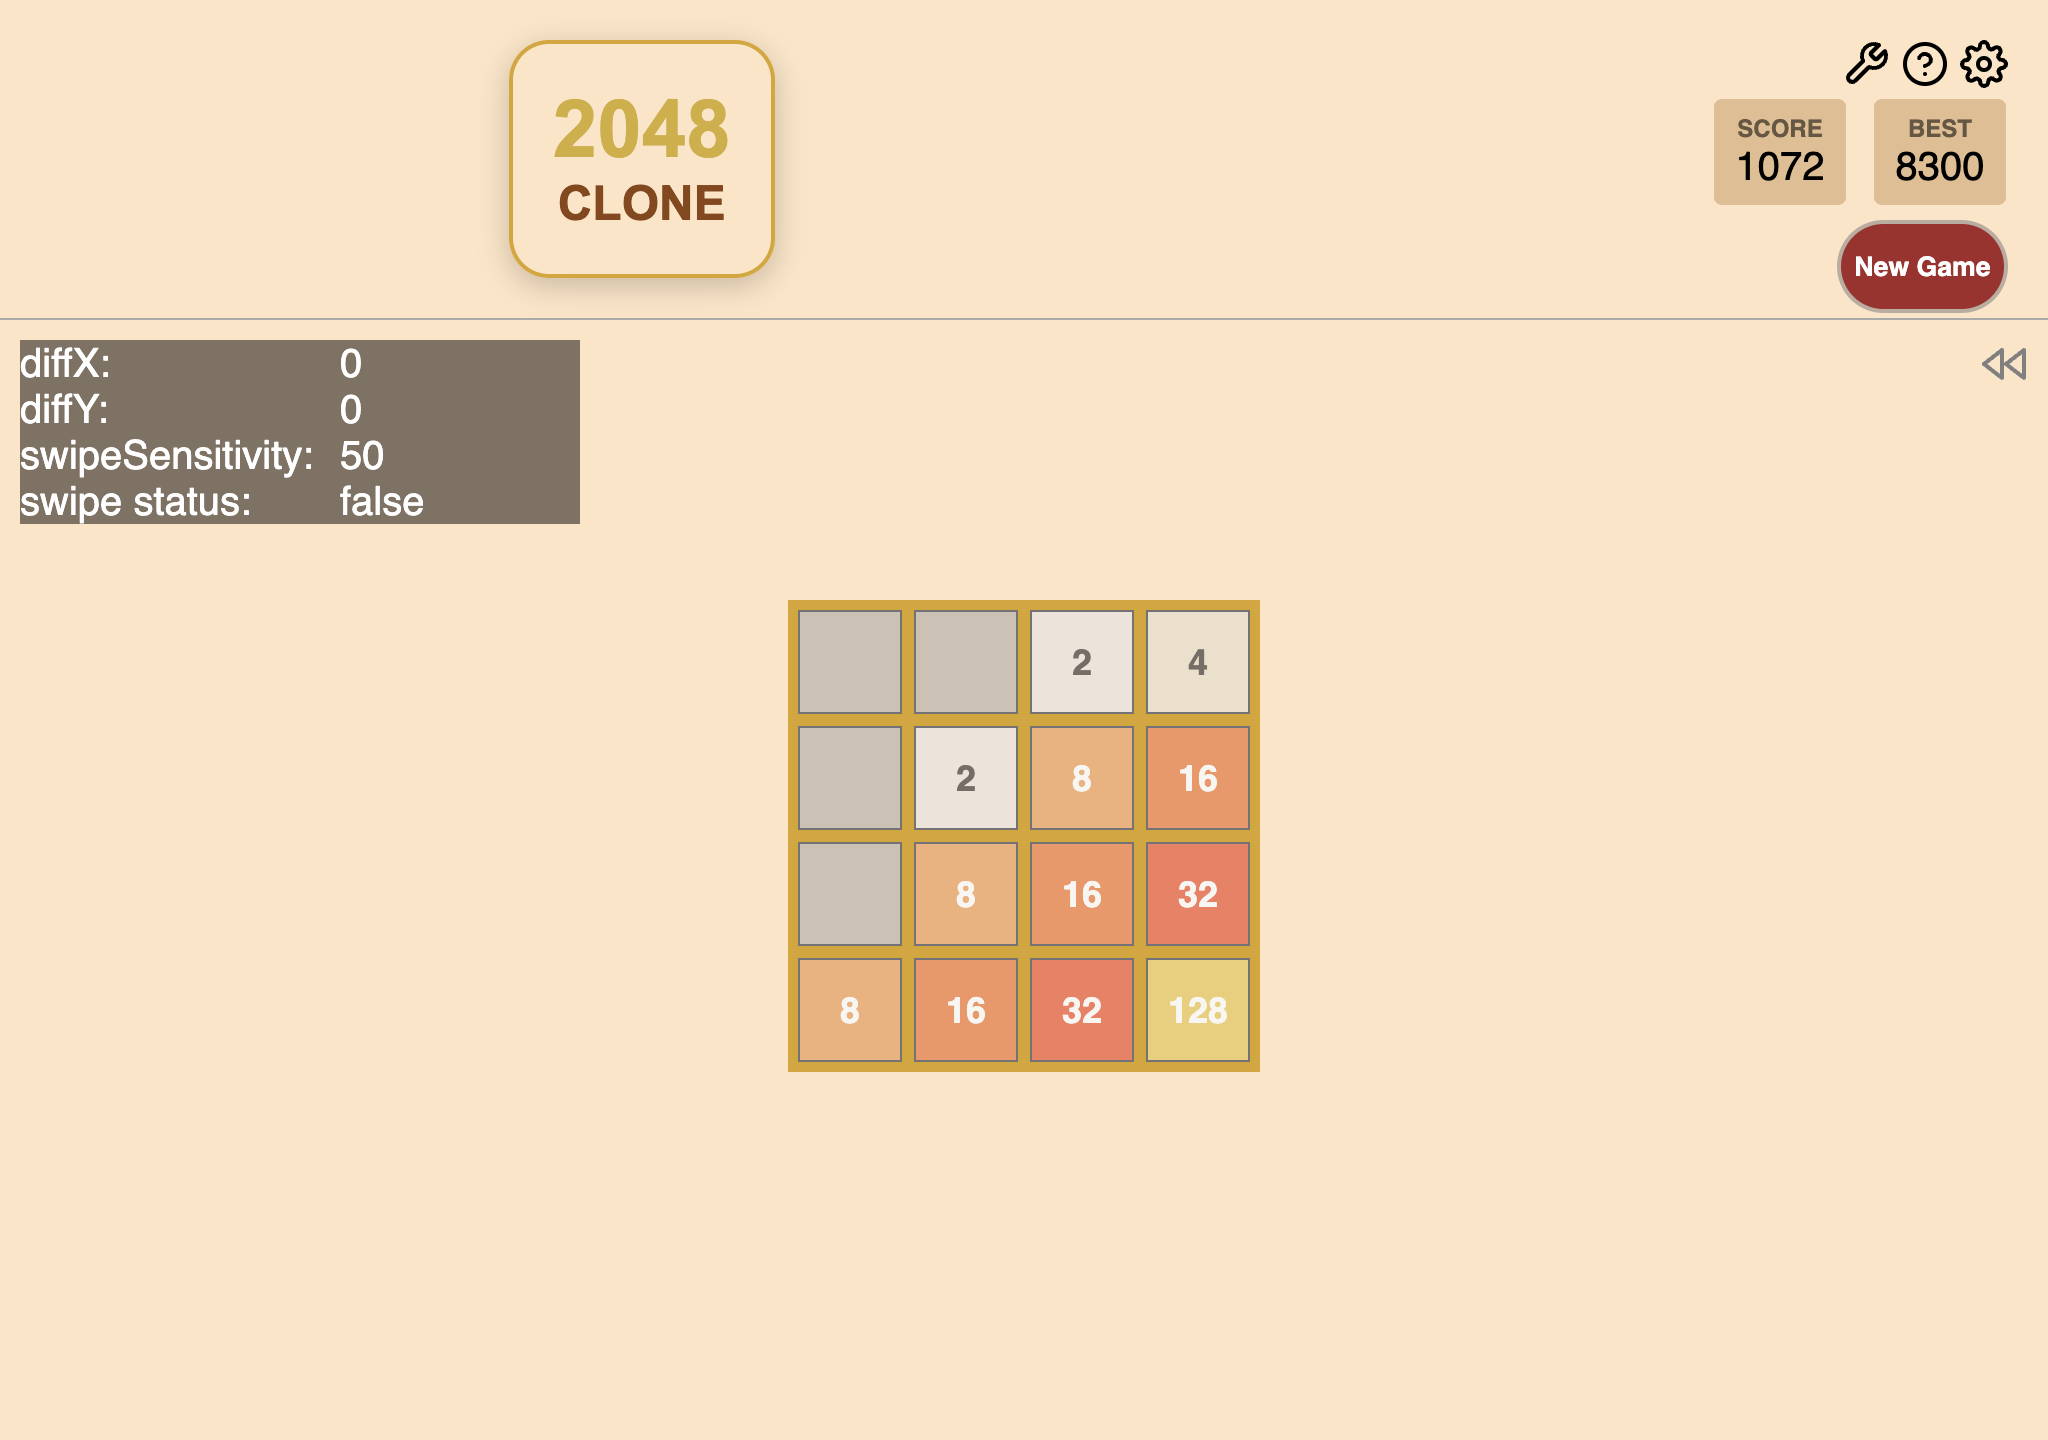 2048
CLONE
SCORE
1072
BEST
8300
New Game
diffX: 0
diffY: 0
swipeSensitivity: 50
swipe status: false
2 4
2 8 16
8 16 32
8 16 32 128